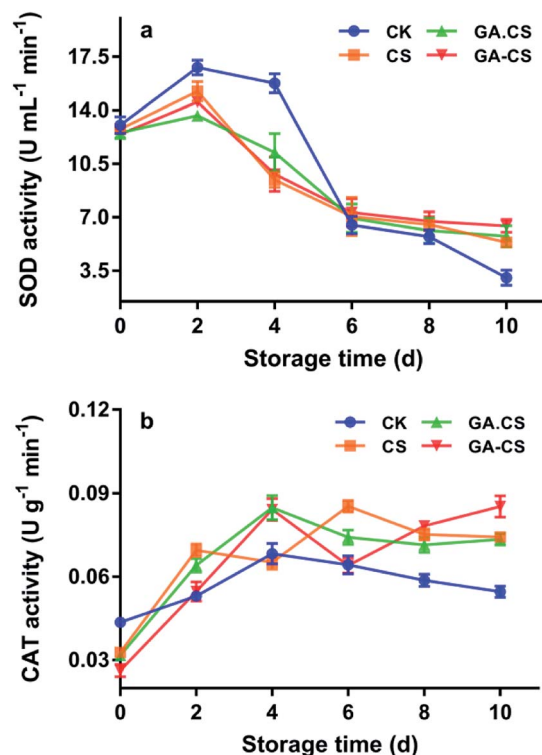 a
CK
GA.CS
CS
GA-CS
SOD activity (U mL⁻¹ min⁻¹)
17.5
14.0
10.5
7.0
3.5
0 2 4 6 8 10
Storage time (d)
b
CK
GA.CS
CS
GA-CS
CAT activity (U g⁻¹ min⁻¹)
0.12
0.09
0.06
0.03
0 2 4 6 8 10
Storage time (d)